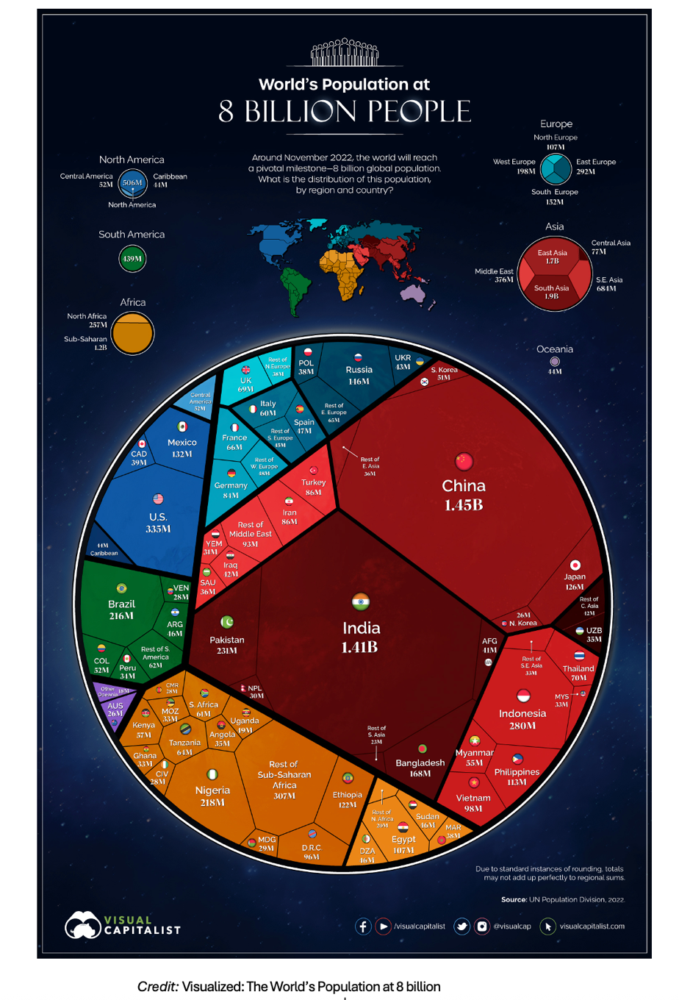 World's Population at
8 BILLION PEOPLE
Around November 2022, the world will reach
a pivotal milestone—8 billion global population.
What is the distribution of this population,
by region and country?
North America
Central America
52M
506M
Caribbean
44M
North America
South America
439M
Africa
North Africa
257M
Sub-Saharan
1.2B
Europe
North Europe
107M
West Europe
198M
East Europe
292M
South Europe
152M
Asia
Central Asia
77M
East Asia
1.7B
Middle East
376M
South Asia
1.9B
S.E. Asia
684M
Oceania
44M
UK
69M
Rest of
N.Europe
38M
POL
38M
Russia
146M
UKR
43M
Italy
60M
Spain
47M
Rest of
S. Europe
45M
Rest of
E. Europe
65M
France
66M
Rest of
W. Europe
48M
Germany
84M
Central
America
52M
Mexico
132M
CAD
39M
U.S.
335M
44M
Caribbean
S. Korea
51M
Rest of
E. Asia
36M
China
1.45B
Japan
126M
26M
N. Korea
Rest of
C. Asia
42M
UZB
35M
Turkey
86M
Iran
86M
Rest of
Middle East
93M
YEM
31M
Iraq
42M
SAU
36M
Pakistan
231M
India
1.41B
AFG
41M
NPL
30M
Rest of
S. Asia
23M
Bangladesh
168M
Brazil
216M
VEN
28M
ARG
46M
COL
52M
Peru
34M
Rest of S.
America
62M
Other
Oceania
18M
AUS
26M
Rest of
S.E. Asia
33M
Thailand
70M
MYS
33M
Indonesia
280M
Myanmar
55M
Philippines
113M
Vietnam
98M
CMR
28M
S. Africa
61M
MOZ
33M
Uganda
49M
Kenya
57M
Angola
35M
Tanzania
64M
Ghana
33M
CIV
28M
Nigeria
218M
Rest of
Sub-Saharan
Africa
307M
Ethiopia
122M
MDG
29M
D.R.C.
96M
Rest of
N. Africa
Sudan
46M
MAR
38M
Egypt
107M
DZA
46M
Due to standard instances of rounding, totals
may not add up perfectly to regional sums.
Source: UN Population Division, 2022.
VISUAL
CAPITALIST
/visualcapitalist
@visualcap
visualcapitalist.com
Credit: Visualized: The World's Population at 8 billion